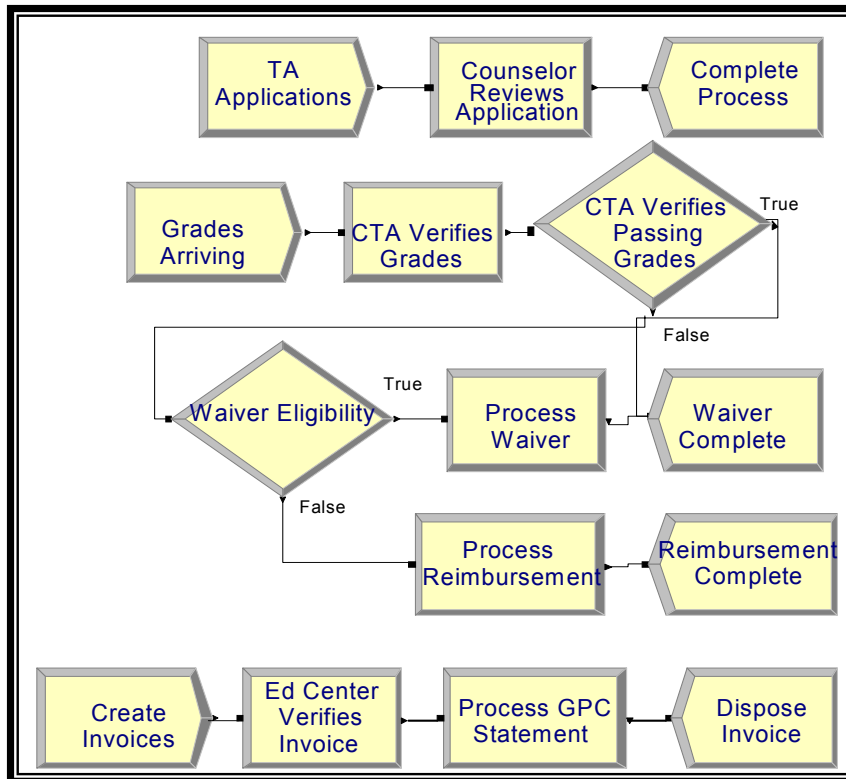 TA
Applications
Counselor
Reviews
Application
Complete
Process
Grades
Arriving
CTA Verifies
Grades
CTA Verifies
Passing
Grades
True
False
Waiver Eligibility
True
Process
Waiver
Waiver
Complete
False
Process
Reimbursement
Reimbursement
Complete
Create
Invoices
Ed Center
Verifies
Invoice
Process GPC
Statement
Dispose
Invoice